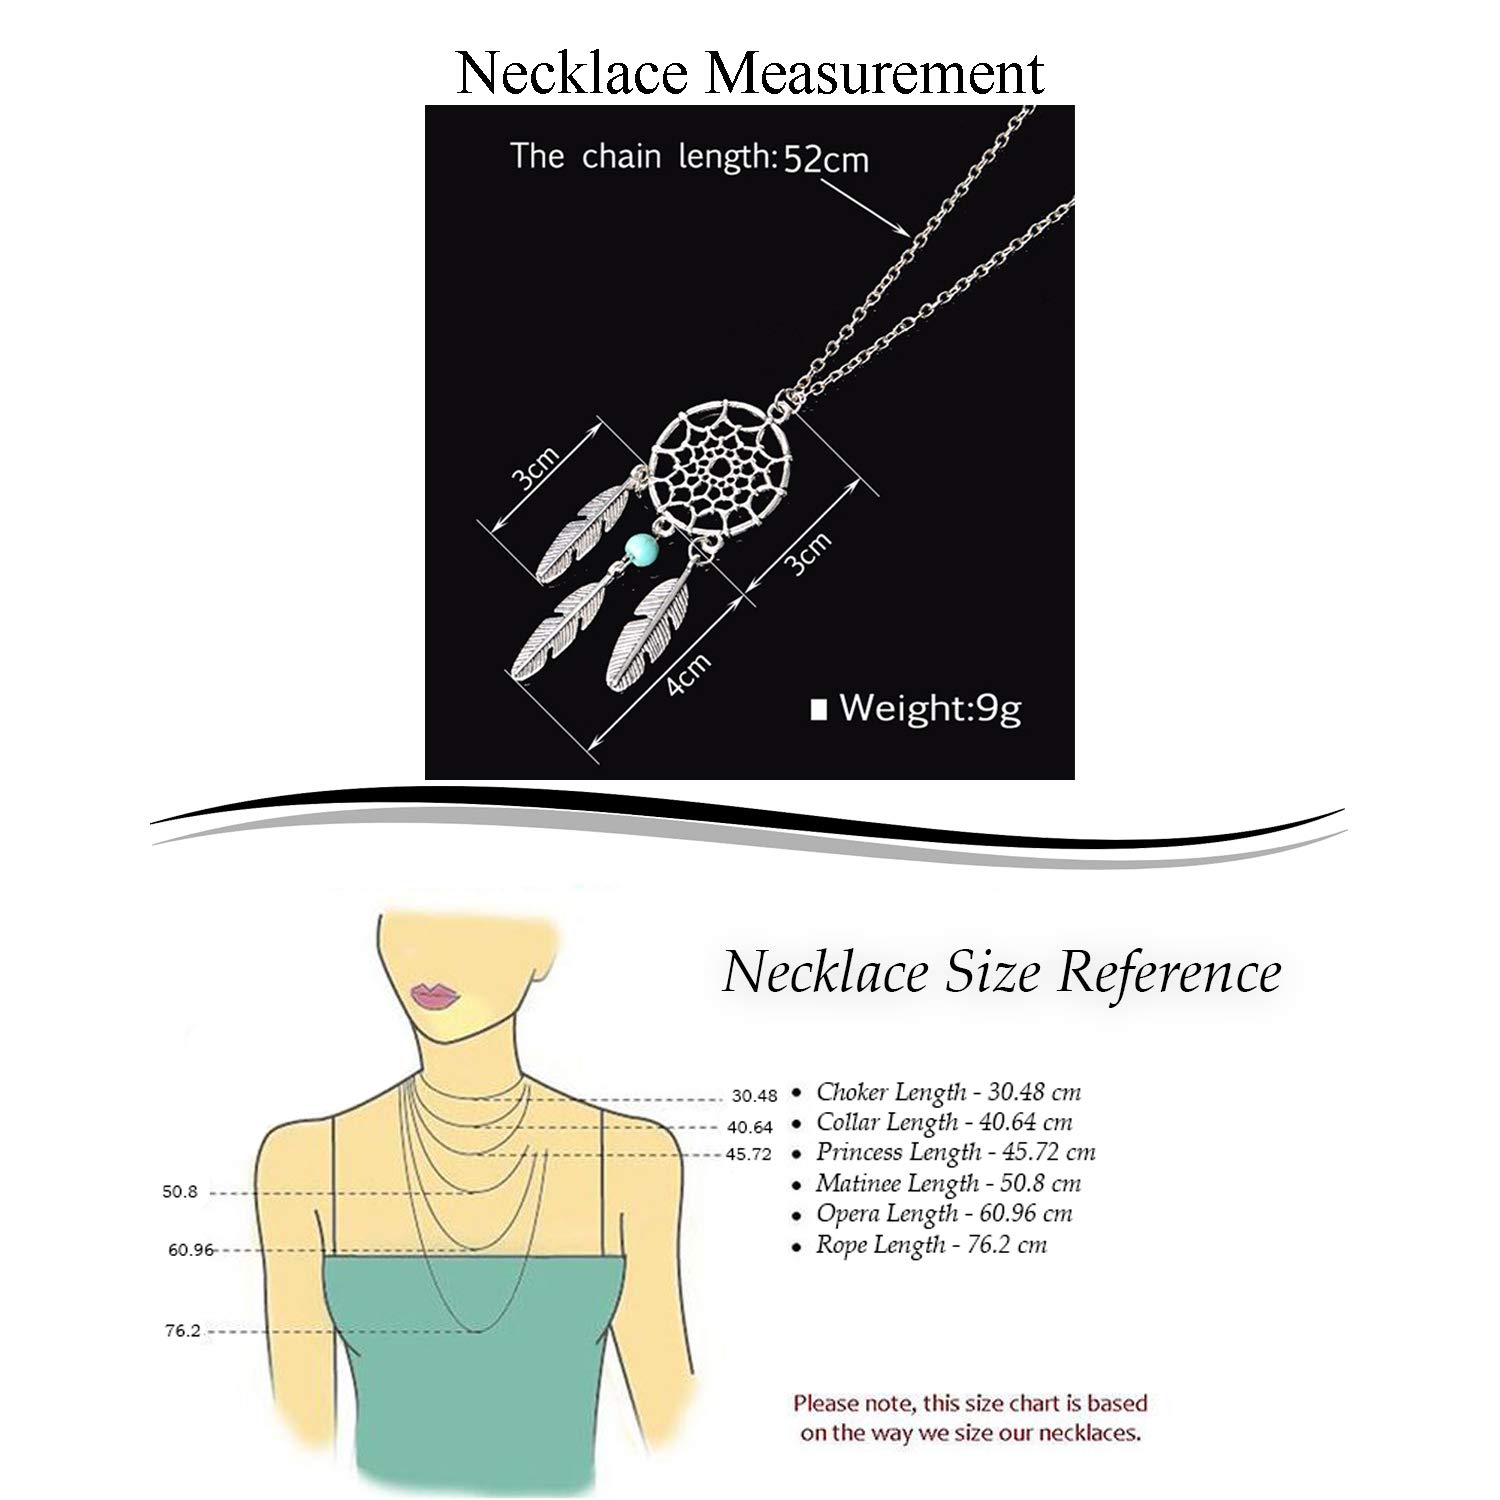 Necklace Measurement
The chain length: 52cm
3cm
3cm
4cm
■ Weight:9g
Necklace Size Reference
30.48
40.64
45.72
50.8
60.96
76.2
• Choker Length - 30.48 cm
• Collar Length - 40.64 cm
• Princess Length - 45.72 cm
• Matinee Length - 50.8 cm
• Opera Length - 60.96 cm
• Rope Length - 76.2 cm
Please note, this size chart is based
on the way we size our necklaces.